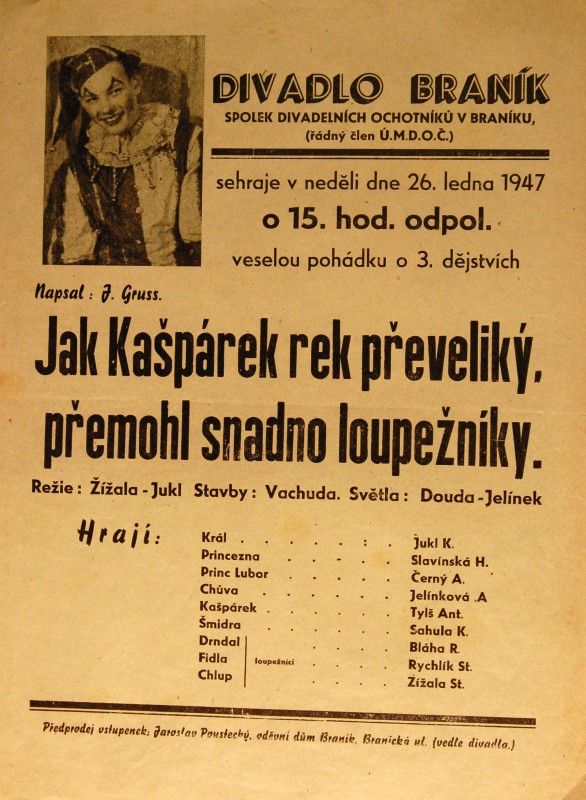 DIVADLO BRANÍK
SPOLEK DIVADELNÍCH OCHOTNÍKŮ V BRANÍKU,
(řádný člen Ú.M.D.O.Č.)
sehraje v neděli dne 26. ledna 1947
o 15. hod. odpol.
veselou pohádku o 3. dějstvích
Napsal : J. Gruss.
Jak Kašpárek rek převeliký,
přemohl snadno loupežníky.
Režie : Žížala - Jukl Stavby : Vachuda. Světla : Douda - Jelínek
Hrají:
Král . . . . . : . Jukl K.
Princezna . . - . . Slavínská H.
Princ Lubor . . . . . Černý A.
Chůva . . . . . Jelínková .A
Kašpárek . . . . . . Tylš Ant.
Šmidra . . . . . . Sahula K.
Drndal . . . . Bláha R.
Fidla loupežníci . . . . Rychlík St.
Chlup . . . . Žížala St.
Předprodej vstupenek: Jaroslav Poustecký, oděvní dům Braník, Branická ul. (vedle divadla.)